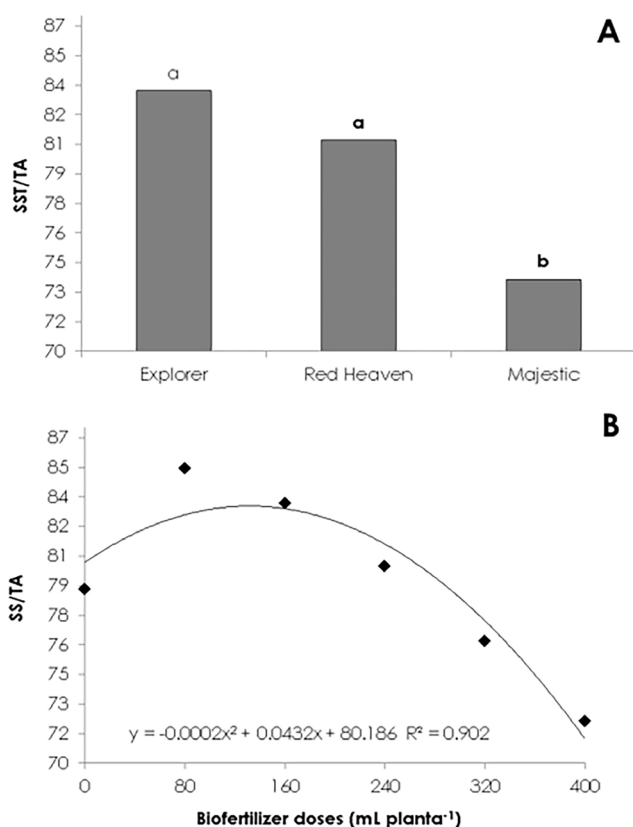 A
87
85
84
82
81
79
78
76
75
73
72
70
SST/TA
a
a
b
Explorer Red Heaven Majestic
B
87
85
84
82
81
79
78
76
75
73
72
70
SS/TA
y = -0.0002x² + 0.0432x + 80.186 R² = 0.902
0 80 160 240 320 400
Biofertilizer doses (mL planta⁻¹)